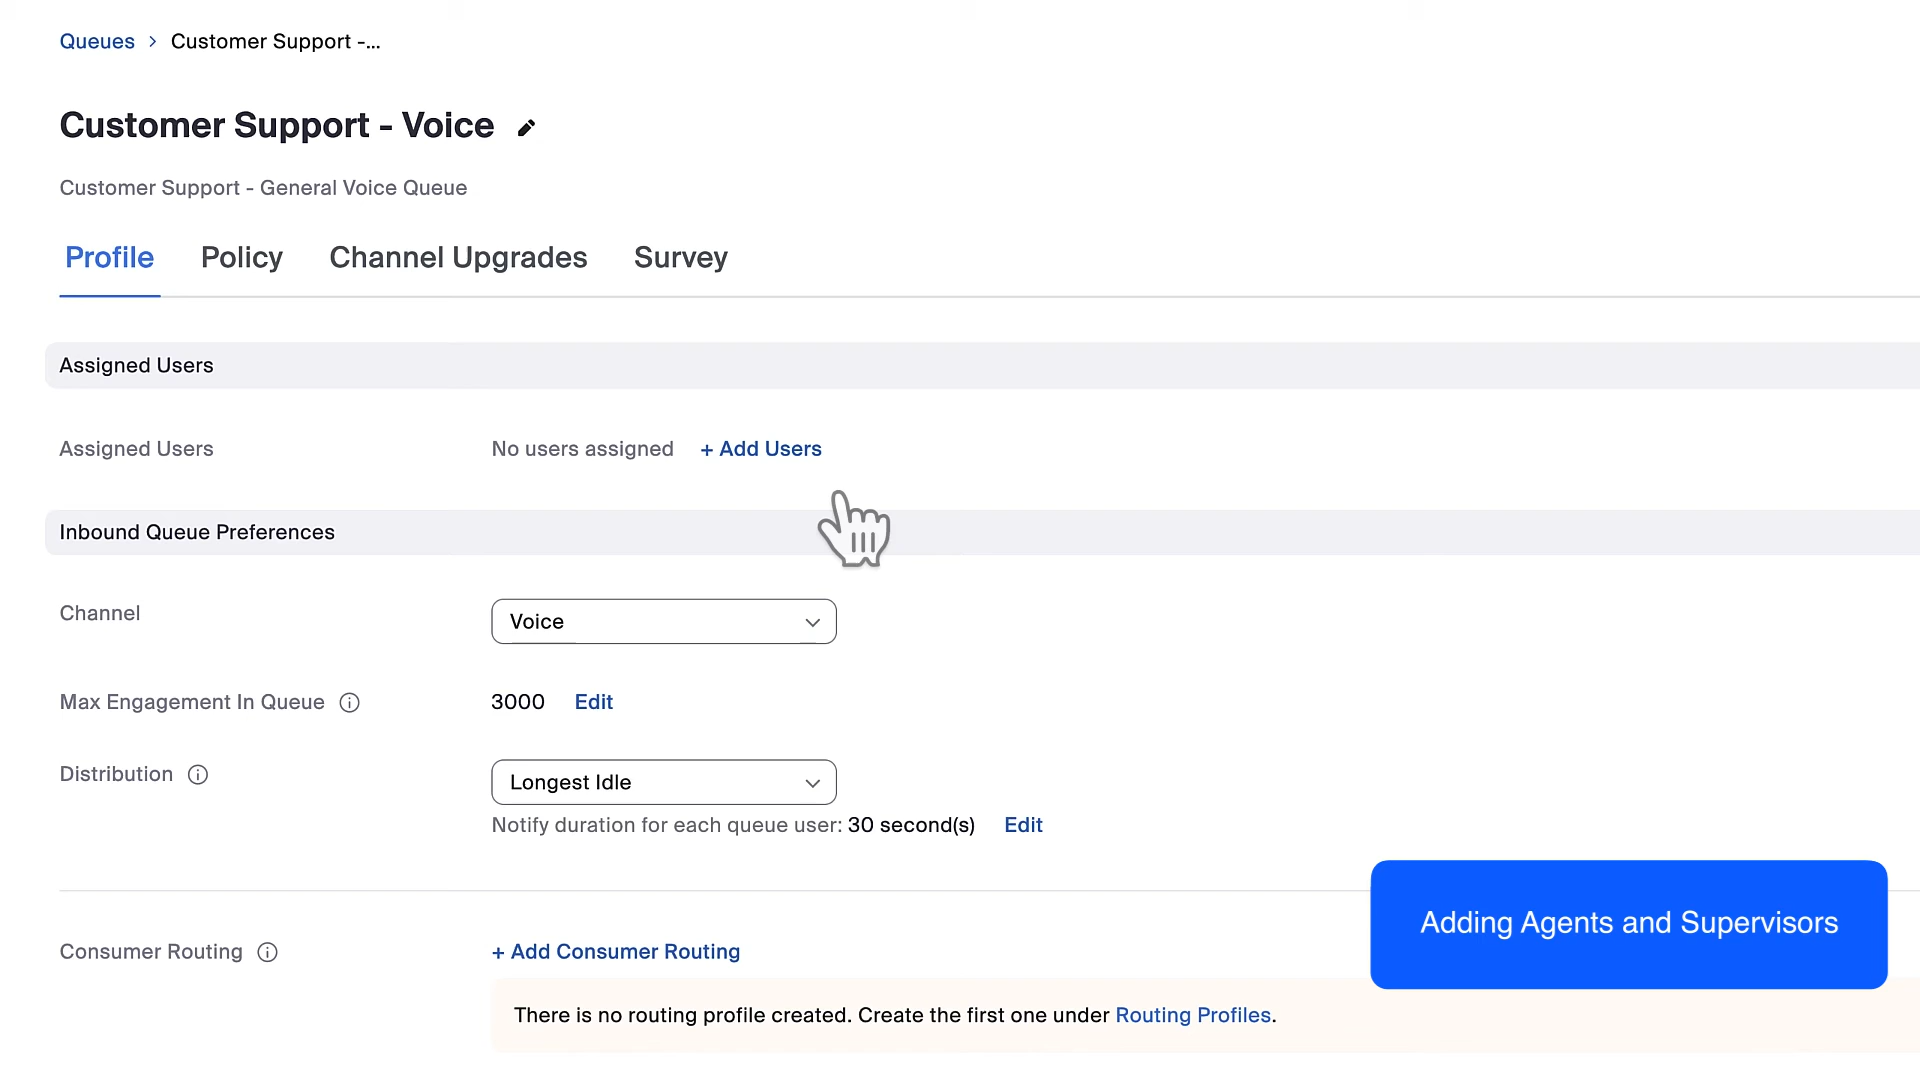 Queues > Customer Support -...
Customer Support - Voice
Customer Support - General Voice Queue
Profile Policy Channel Upgrades Survey
Assigned Users
Assigned Users No users assigned + Add Users
Inbound Queue Preferences
Channel Voice
Max Engagement In Queue 3000 Edit
Distribution Longest Idle
Notify duration for each queue user: 30 second(s) Edit
Adding Agents and Supervisors
Consumer Routing + Add Consumer Routing
There is no routing profile created. Create the first one under Routing Profiles.